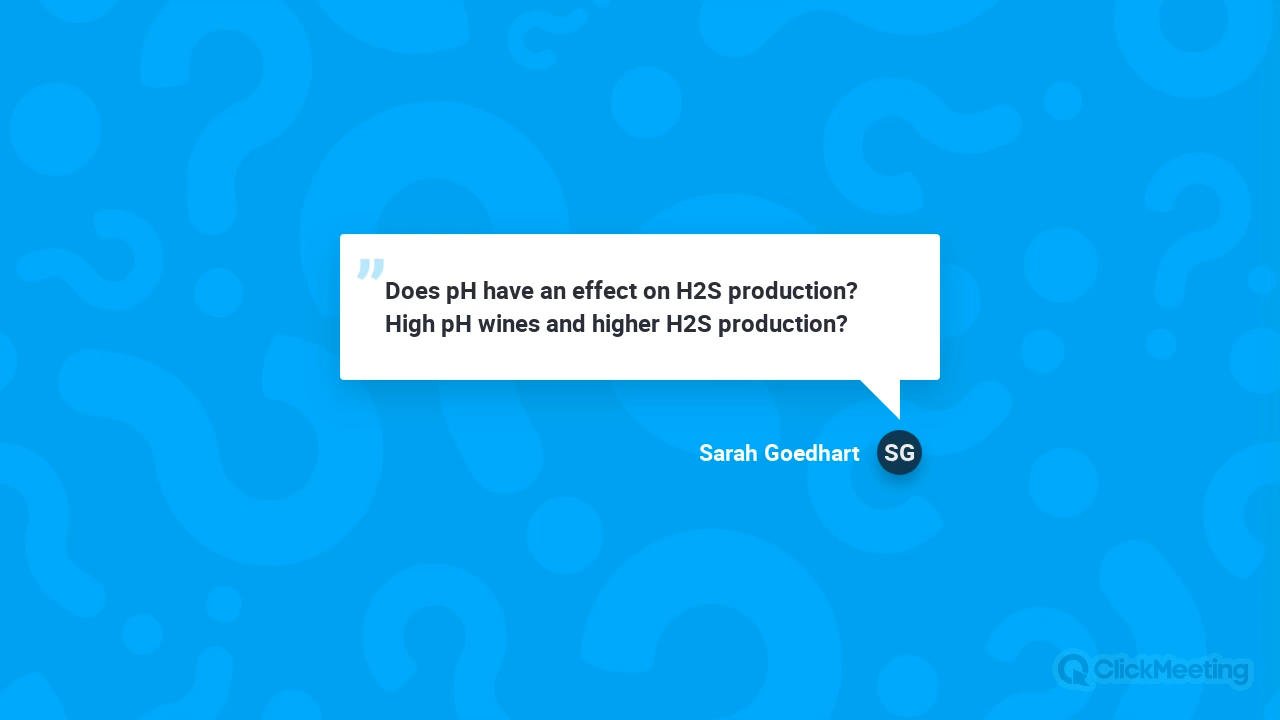 Does pH have an effect on H2S production?
High pH wines and higher H2S production?
Sarah Goedhart SG
ClickMeeting